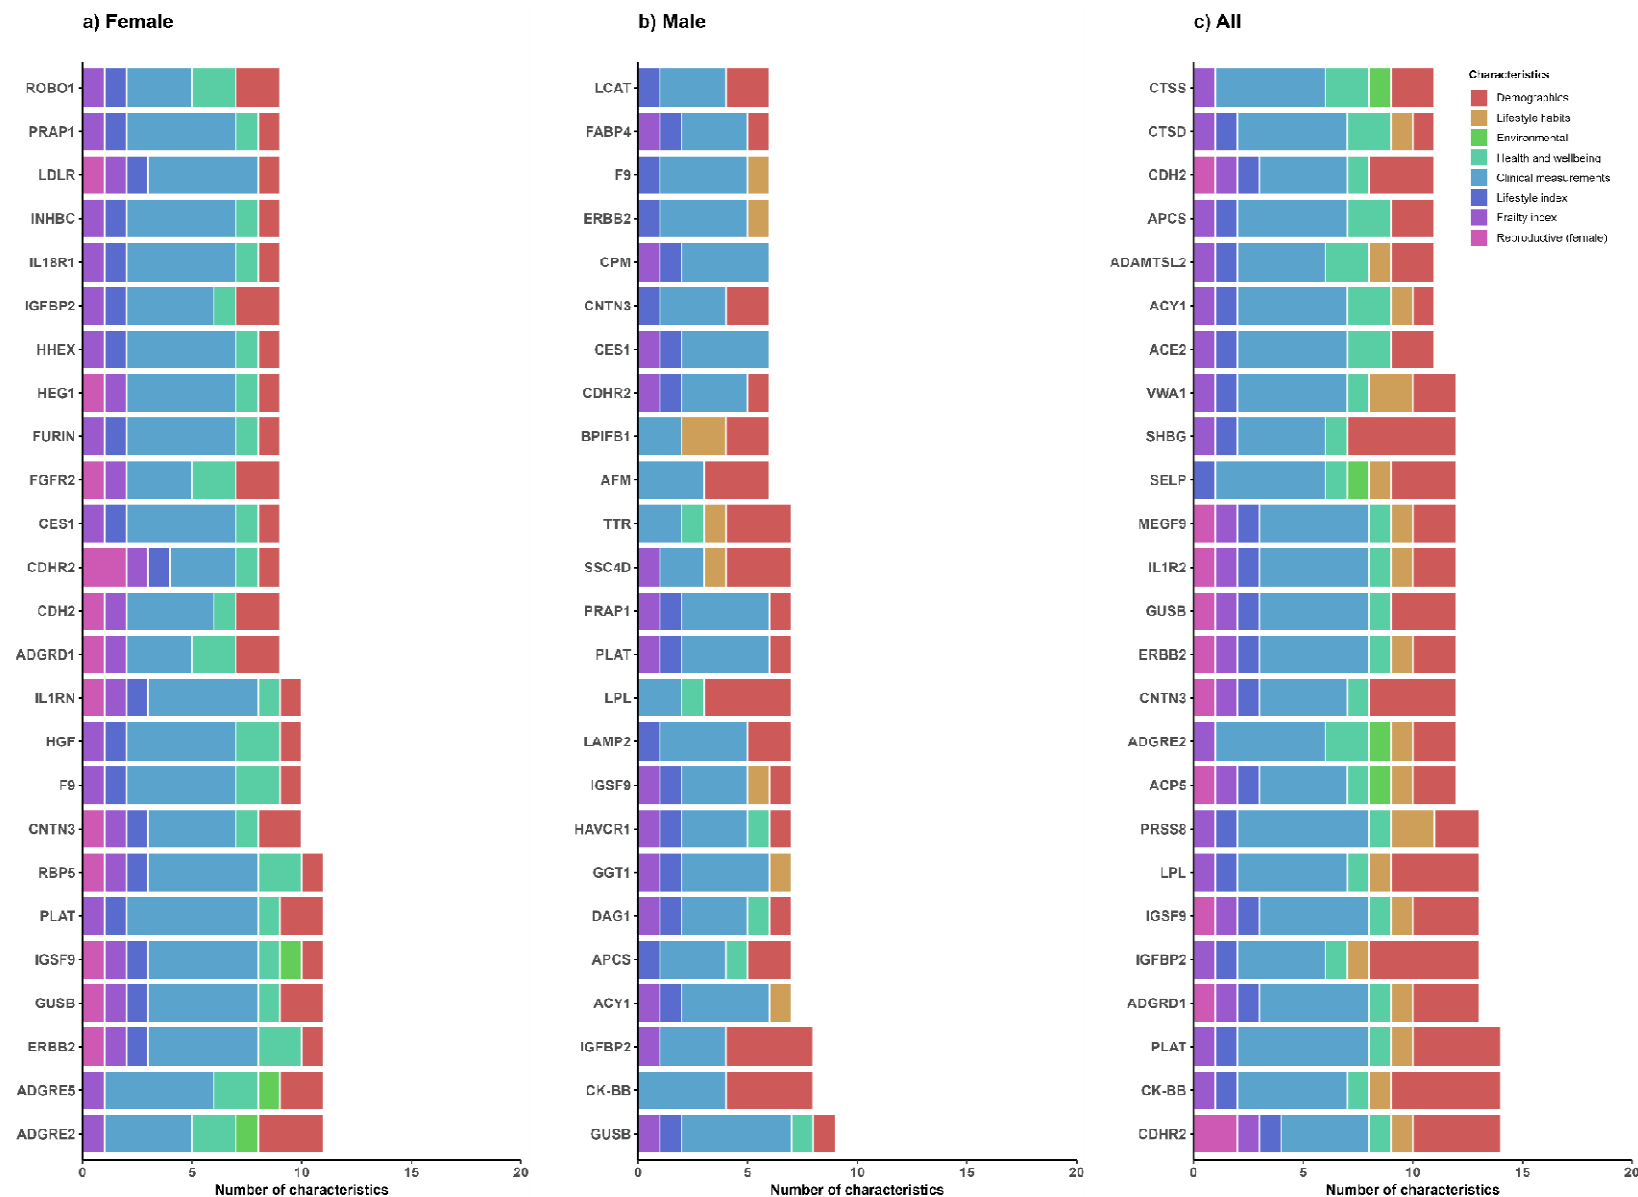 a) Female
ROBO1
PRAP1
LDLR
INHBC
IL18R1
IGFBP2
HHEX
HEG1
FURIN
FGFR2
CES1
CDHR2
CDH2
ADGRD1
IL1RN
HGF
F9
CNTN3
RBP5
PLAT
IGSF9
GUSB
ERBB2
ADGRE5
ADGRE2
0 5 10 15 20
Number of characteristics
b) Male
LCAT
FABP4
F9
ERBB2
CPM
CNTN3
CES1
CDHR2
BPIFB1
AFM
TTR
SSC4D
PRAP1
PLAT
LPL
LAMP2
IGSF9
HAVCR1
GGT1
DAG1
APCS
ACY1
IGFBP2
CK-BB
GUSB
0 5 10 15 20
Number of characteristics
c) All
CTSS
CTSD
CDH2
APCS
ADAMTSL2
ACY1
ACE2
VWA1
SHBG
SELP
MEGF9
IL1R2
GUSB
ERBB2
CNTN3
ADGRE2
ACP5
PRSS8
LPL
IGSF9
IGFBP2
ADGRD1
PLAT
CK-BB
CDHR2
0 5 10 15 20
Number of characteristics
Characteristics
Demographics
Lifestyle habits
Environmental
Health and wellbeing
Clinical measurements
Lifestyle index
Frailty index
Reproductive (female)